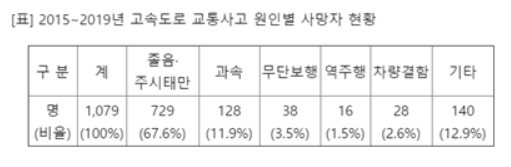 [표] 2015~2019년 고속도로 교통사고 원인별 사망자 현황
구 분 계 졸음· 주시태만 과속 무단보행 역주행 차량결함 기타
명 1,079 729 128 38 16 28 140
(비율) (100%) (67.6%) (11.9%) (3.5%) (1.5%) (2.6%) (12.9%)